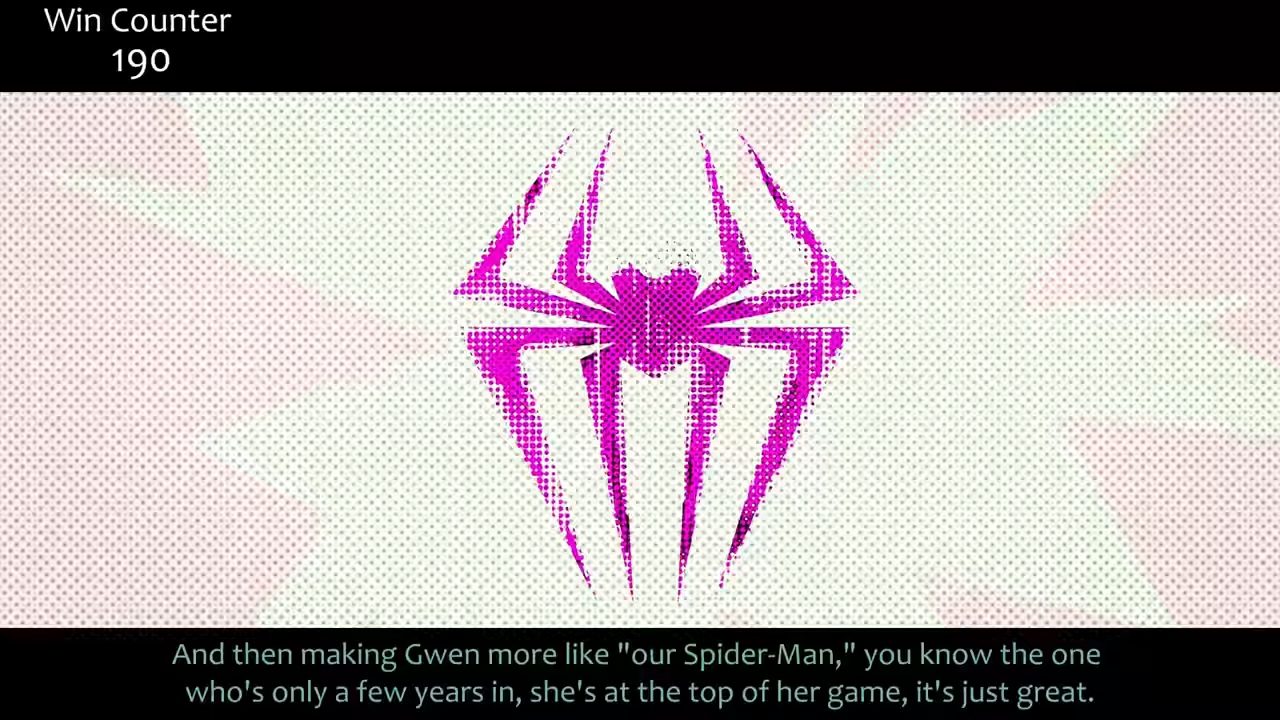 Win Counter
190
And then making Gwen more like "our Spider-Man," you know the one
who's only a few years in, she's at the top of her game, it's just great.